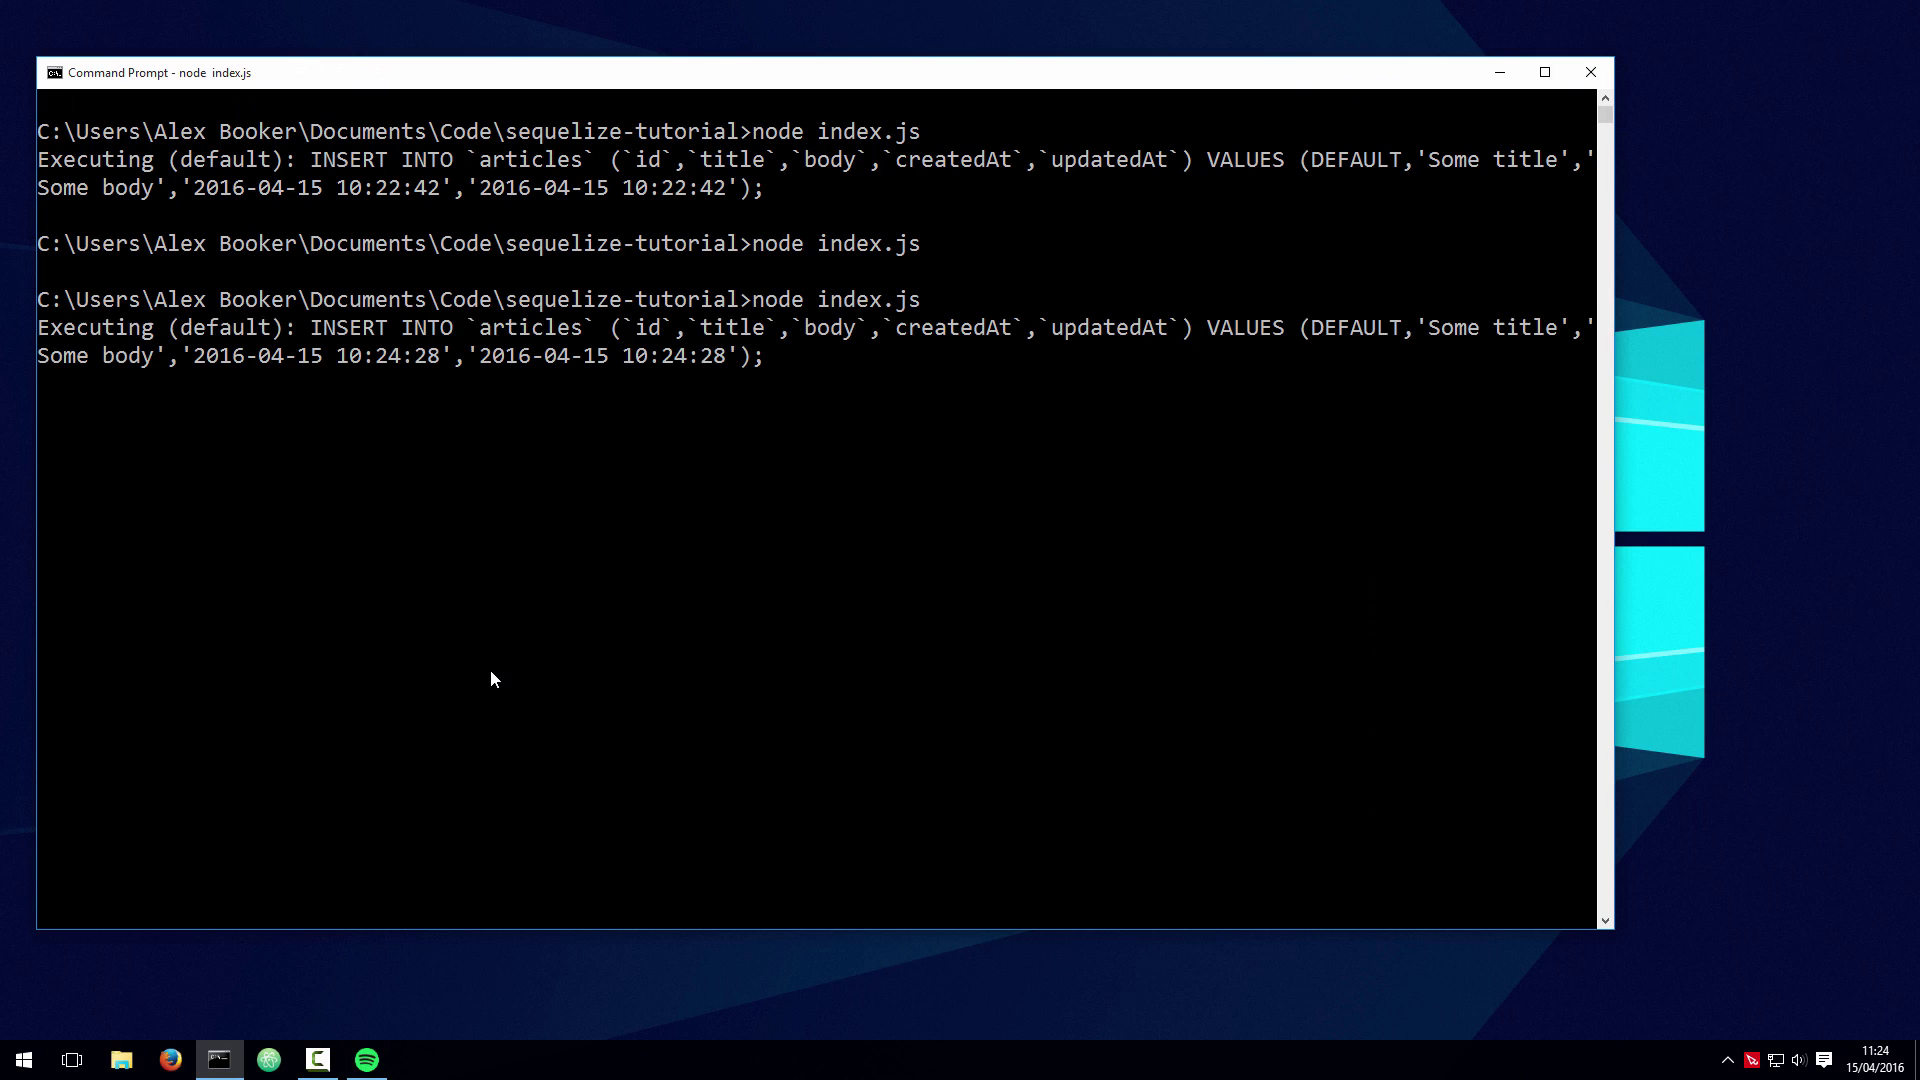 Command Prompt - node  index.js
C:\Users\Alex Booker\Documents\Code\sequelize-tutorial>node index.js
Executing (default): INSERT INTO `articles` (`id`,`title`,`body`,`createdAt`,`updatedAt`) VALUES (DEFAULT,'Some title','
Some body','2016-04-15 10:22:42','2016-04-15 10:22:42');
C:\Users\Alex Booker\Documents\Code\sequelize-tutorial>node index.js
C:\Users\Alex Booker\Documents\Code\sequelize-tutorial>node index.js
Executing (default): INSERT INTO `articles` (`id`,`title`,`body`,`createdAt`,`updatedAt`) VALUES (DEFAULT,'Some title','
Some body','2016-04-15 10:24:28','2016-04-15 10:24:28');
11:24
15/04/2016